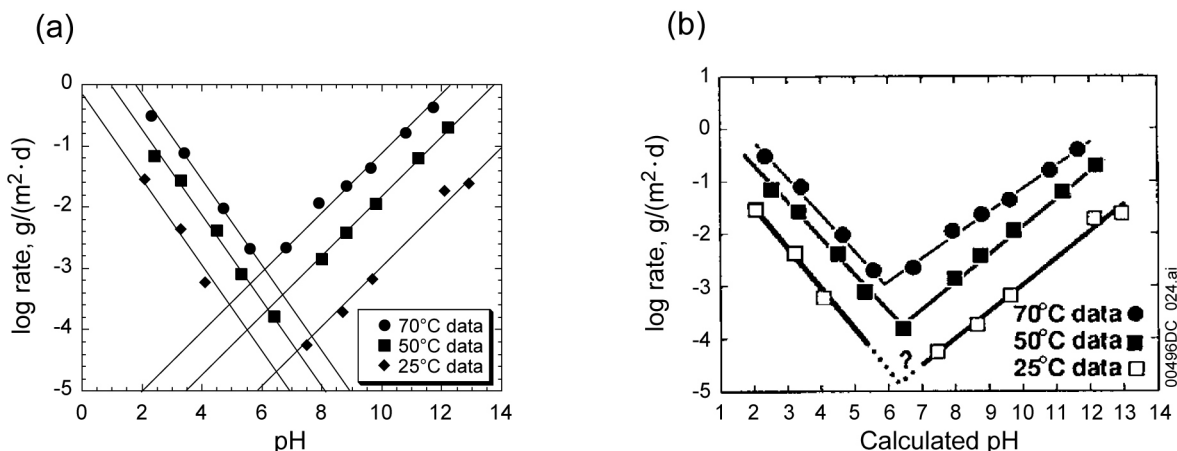 (a)
0
-1
-2
-3
-4
-5
log rate, g/(m²·d)
0 2 4 6 8 10 12 14
pH
70°C data
50°C data
25°C data
(b)
1
0
-1
-2
-3
-4
-5
log rate, g/(m²·d)
?
70°C data
50°C data
25°C data
1 2 3 4 5 6 7 8 9 10 11 12 13 14
Calculated pH
00496DC_024.ai